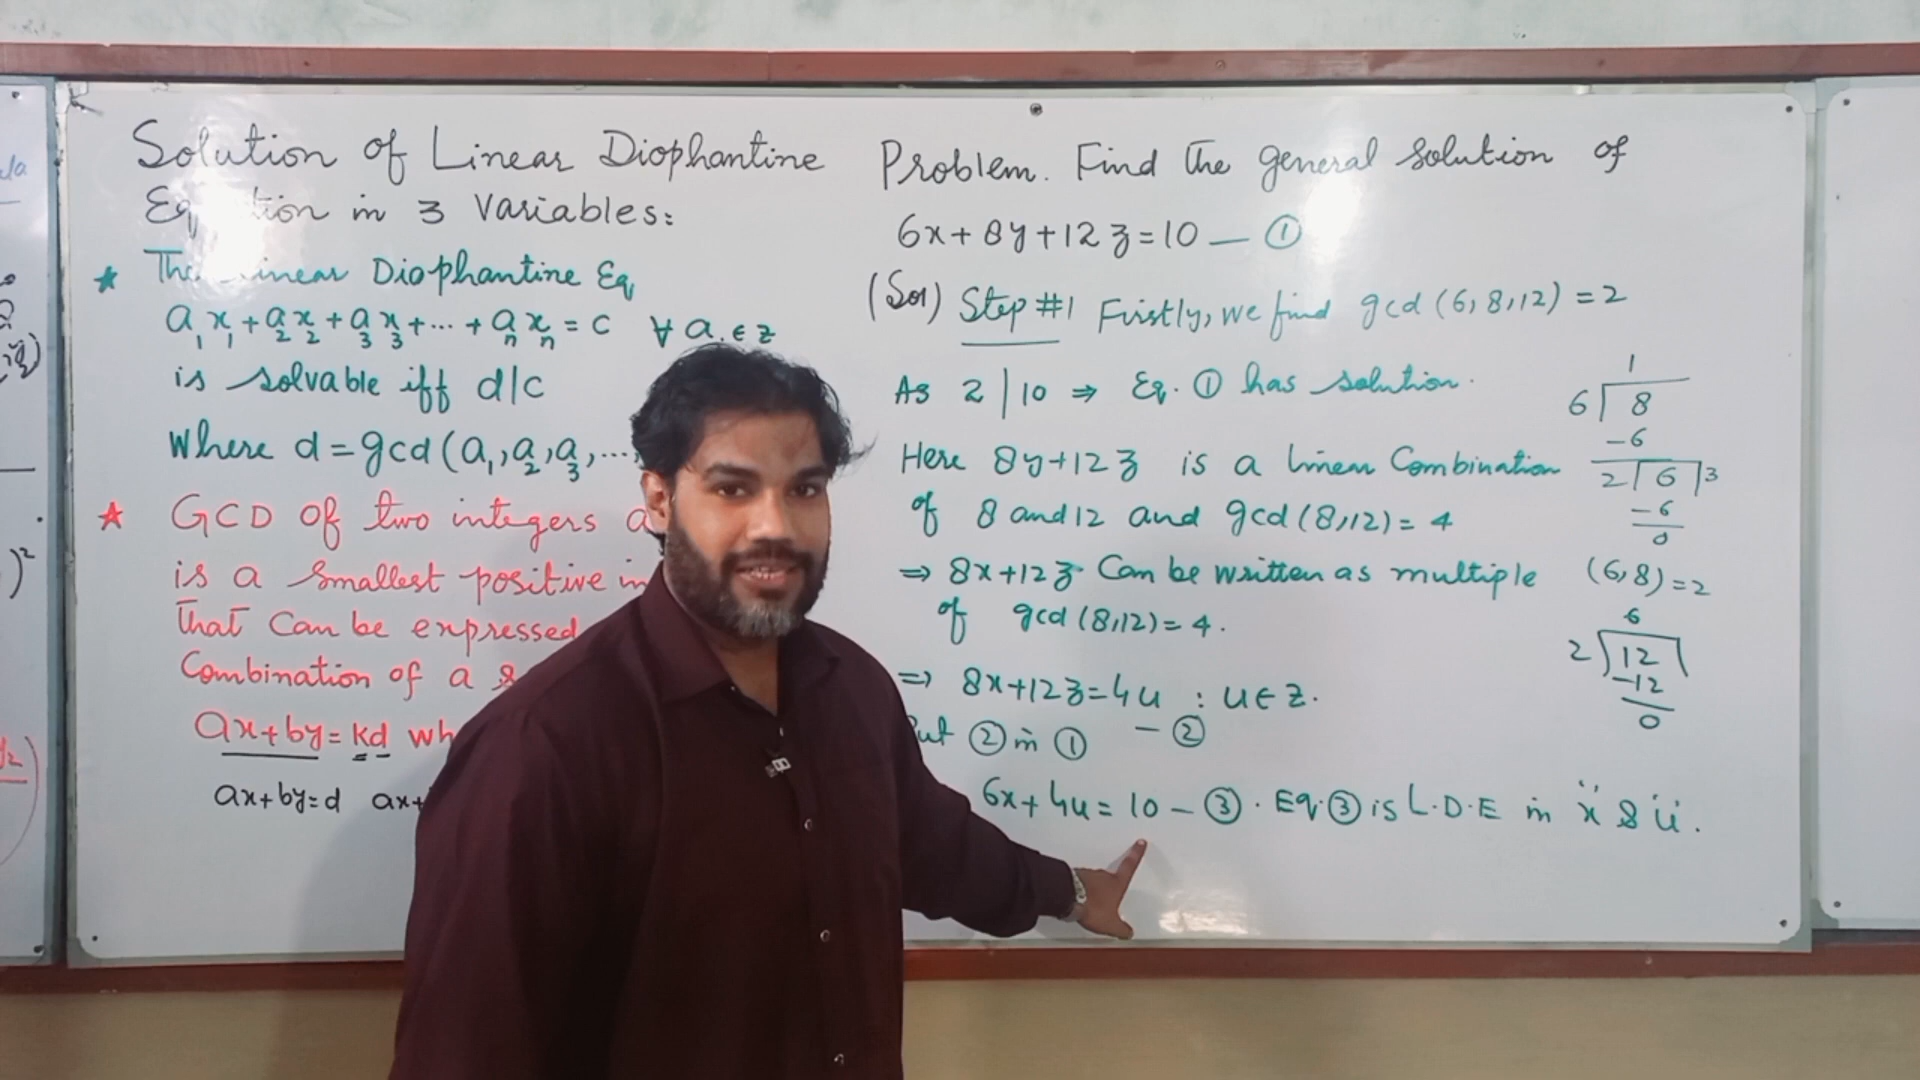 Solution of Linear Diophantine
Eq tion in 3 Variables:
★ The Linear Diophantine Eq
a₁x₁+a₂x₂+a₃x₃+...+aₙxₙ=c ∀ a. ∈ z
is solvable iff d|c
Where d=gcd(a₁,a₂,a₃,...,
★ GCD of two integers a
is a smallest positive in
That Can be expressed
Combination of a &
ax+by=kd wh
ax+by=d ax+
Problem. Find the general solution of
6x+8y+12z=10 — ①
(Sol) Step #1 Firstly, we find gcd (6,8,12) = 2
As 2 | 10 ⇒ Eq. ① has solution.
Here 8y+12z is a linear Combination
of 8 and 12 and gcd(8,12)= 4
⇒ 8x+12z Can be written as multiple
of gcd (8,12)= 4.
⇒ 8x+12z=4u : u∈Z.
Put ② in ① — ②
6x+4u= 10 — ③ . Eq.③ is L.D.E in 'x' & 'u'.
1
6 8
-6
2 6 3
-6
0
(6,8)=2
6
2 12
-12
0